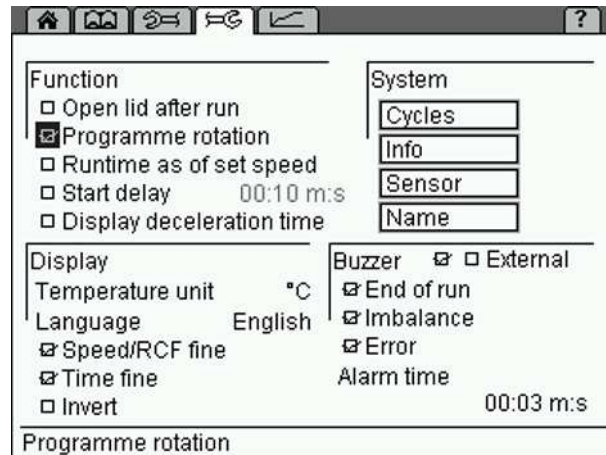 ?
Function
Open lid after run
Programme rotation
Runtime as of set speed
Start delay 00:10 m:s
Display deceleration time
System
Cycles
Info
Sensor
Name
Display
Temperature unit °C
Language English
Speed/RCF fine
Time fine
Invert
Buzzer External
End of run
Imbalance
Error
Alarm time
00:03 m:s
Programme rotation